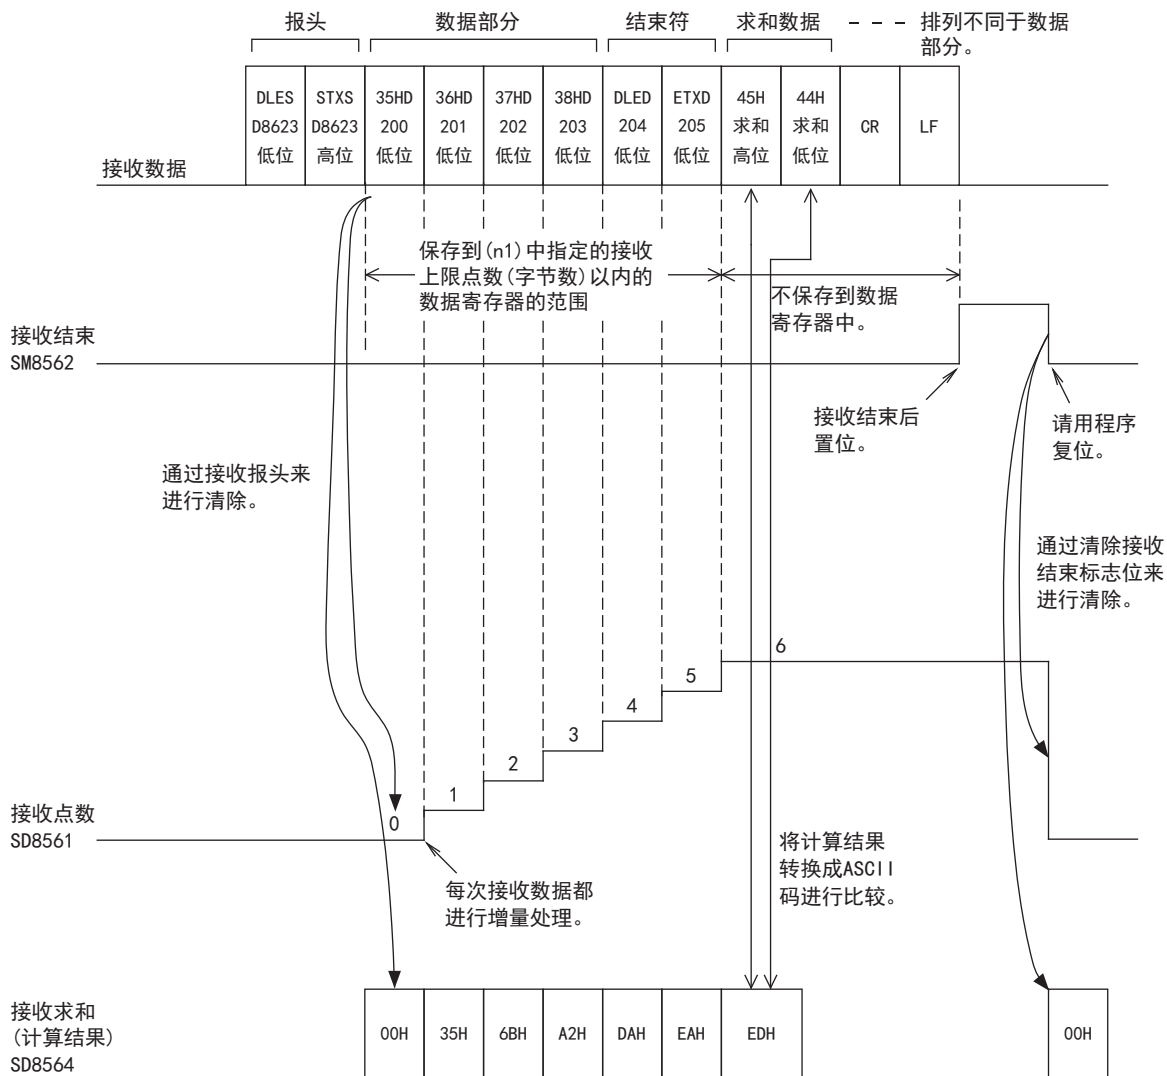 报头 数据部分 结束符 求和数据 --- 排列不同于数据
部分。
DLES STXS 35HD 36HD 37HD 38HD DLED ETXD 45H 44H
D8623 D8623 200 201 202 203 204 205 求和 求和 CR LF
低位 高位 低位 低位 低位 低位 低位 低位 高位 低位
接收数据
保存到(n1)中指定的接收
上限点数(字节数)以内的
数据寄存器的范围
不保存到数据
寄存器中。
接收结束
SM8562
接收结束后
置位。
请用程序
复位。
通过接收报头来
进行清除。
通过清除接收
结束标志位来
进行清除。
6
5
4
3
2
1
0
接收点数
SD8561
每次接收数据都
进行增量处理。
将计算结果
转换成ASCII
码进行比较。
接收求和
(计算结果)
SD8564
00H 35H 6BH A2H DAH EAH EDH 00H